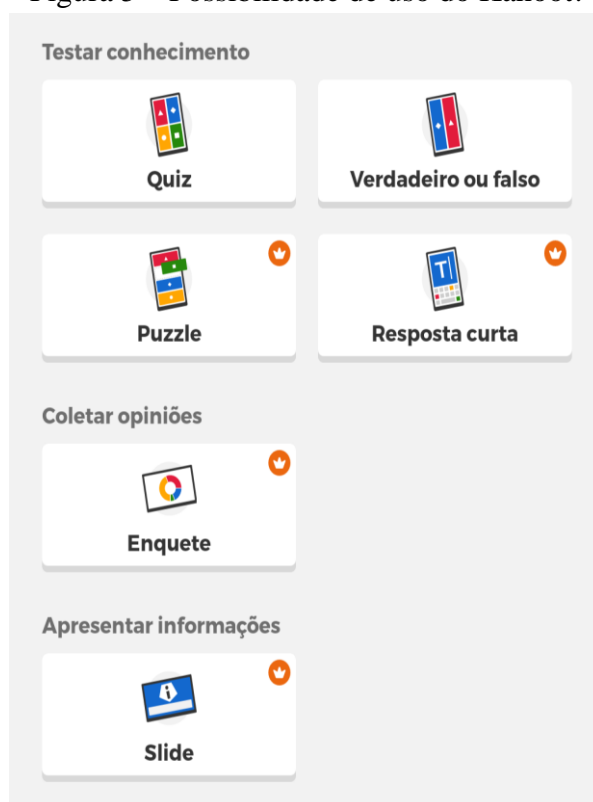 Testar conhecimento
Quiz
Verdadeiro ou falso
Puzzle
Resposta curta
Coletar opiniões
Enquete
Apresentar informações
Slide